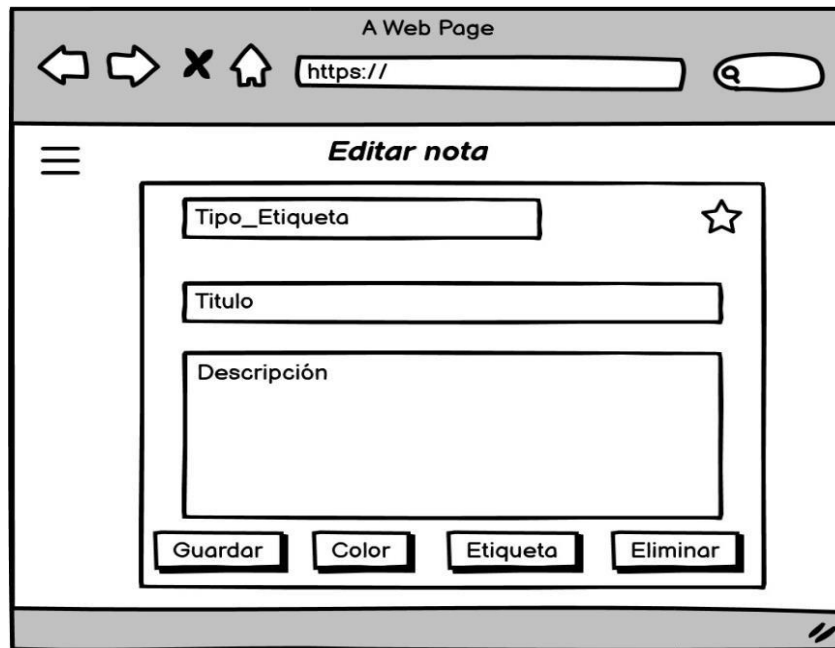 A Web Page
https://
Editar nota
Tipo_Etiqueta
Titulo
Descripción
Guardar Color Etiqueta Eliminar